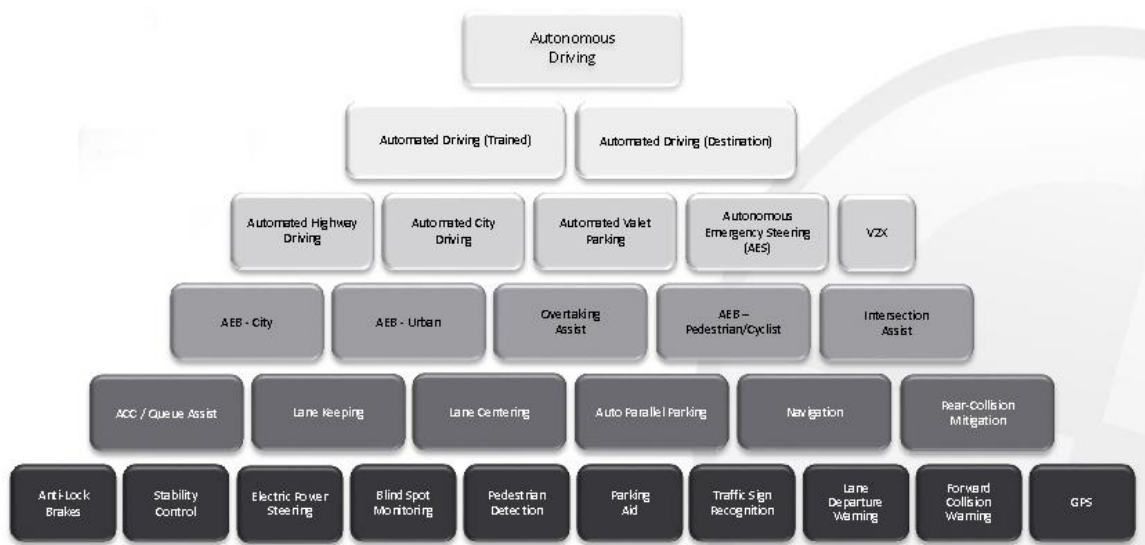 Autonomous
Driving
Automated Driving (Trained)
Automated Driving (Destination)
Automated Highway
Driving
Automated City
Driving
Automated Valet
Parking
Autonomous
Emergency Steering
(AES)
V2X
AEB - City
AEB - Urban
Overtaking
Assist
AEB –
Pedestrian/Cyclist
Intersection
Assist
ACC / Queue Assist
Lane Keeping
Lane Centering
Auto Parallel Parking
Navigation
Rear-Collision
Mitigation
Anti-Lock
Brakes
Stability
Control
Electric Power
Steering
Blind Spot
Monitoring
Pedestrian
Detection
Parking
Aid
Traffic Sign
Recognition
Lane
Departure
Warning
Forward
Collision
Warning
GPS